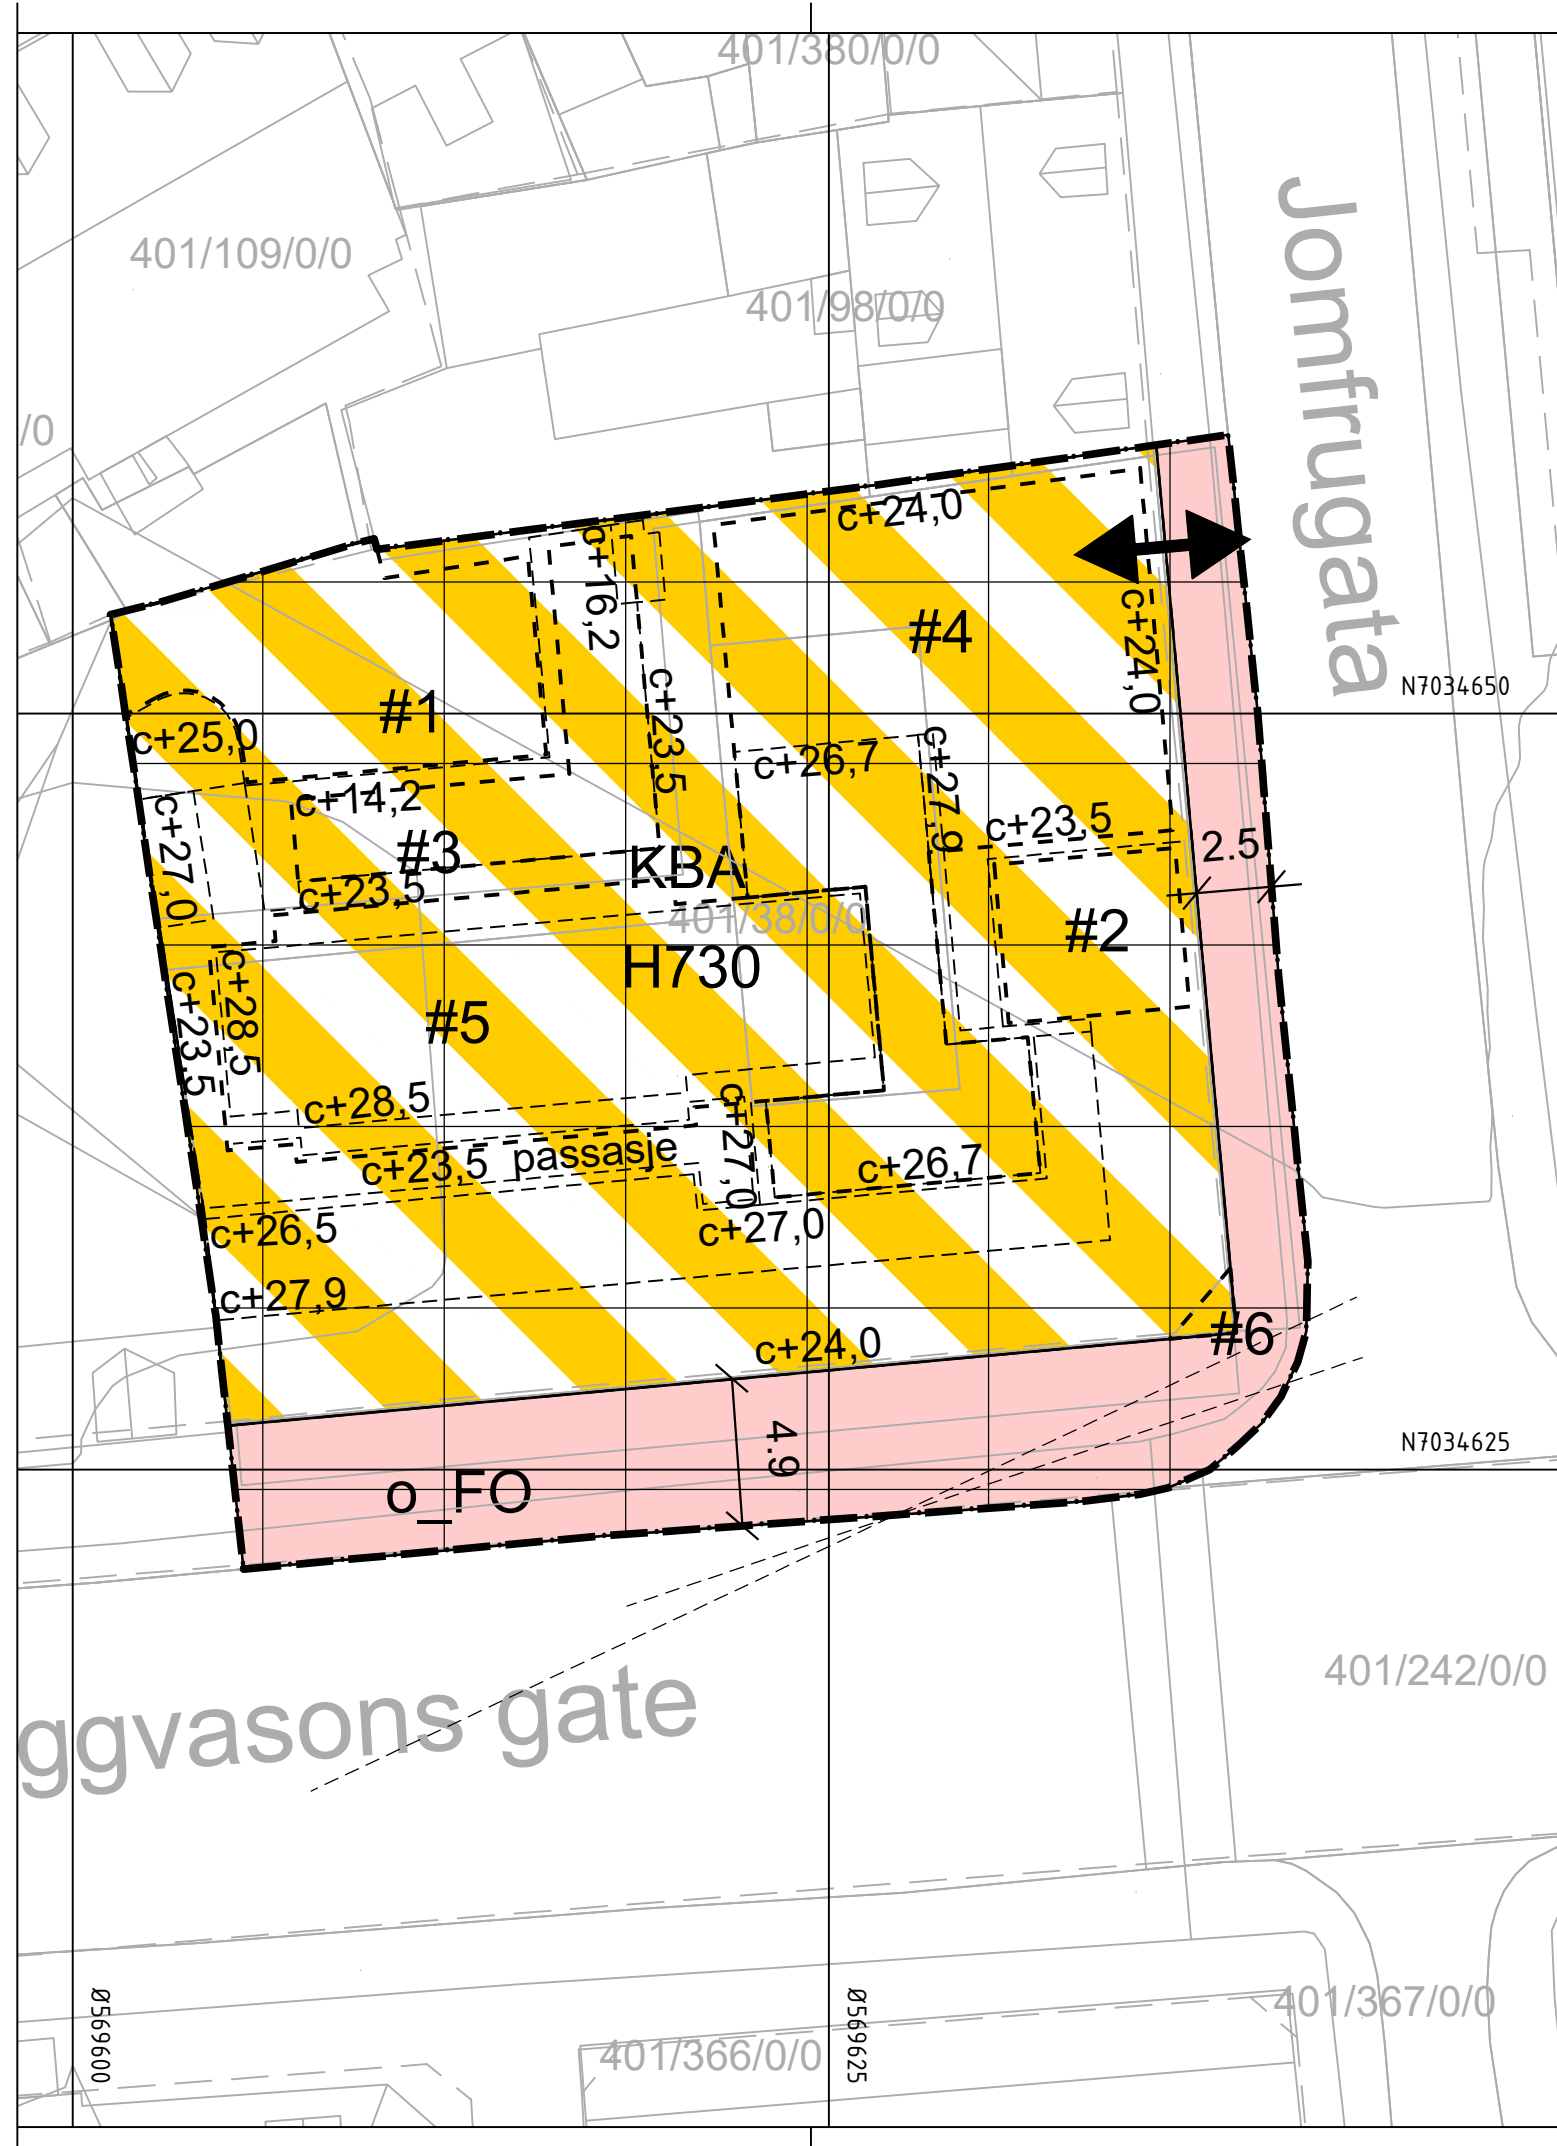 401/380/0/0
401/109/0/0
401/98/0/0
/0
Jomfrugata
c+24,0
c+16,2
#4
c+24,0
N7034650
#1
c+25,0
c+23,5
c+26,7
c+27,9
c+14,2
c+23,5
2.5
#3
KBA
c+27,0
c+23,5
401/38/0/0
#2
H730
c+28,5
c+23,5
#5
c+28,5
c+27,0
c+23,5 passasje
c+26,7
c+26,5
c+27,0
c+27,9
#6
c+24,0
4.9
N7034625
o_FO
401/242/0/0
ggvasons gate
Ø569600
Ø569625
401/367/0/0
401/366/0/0